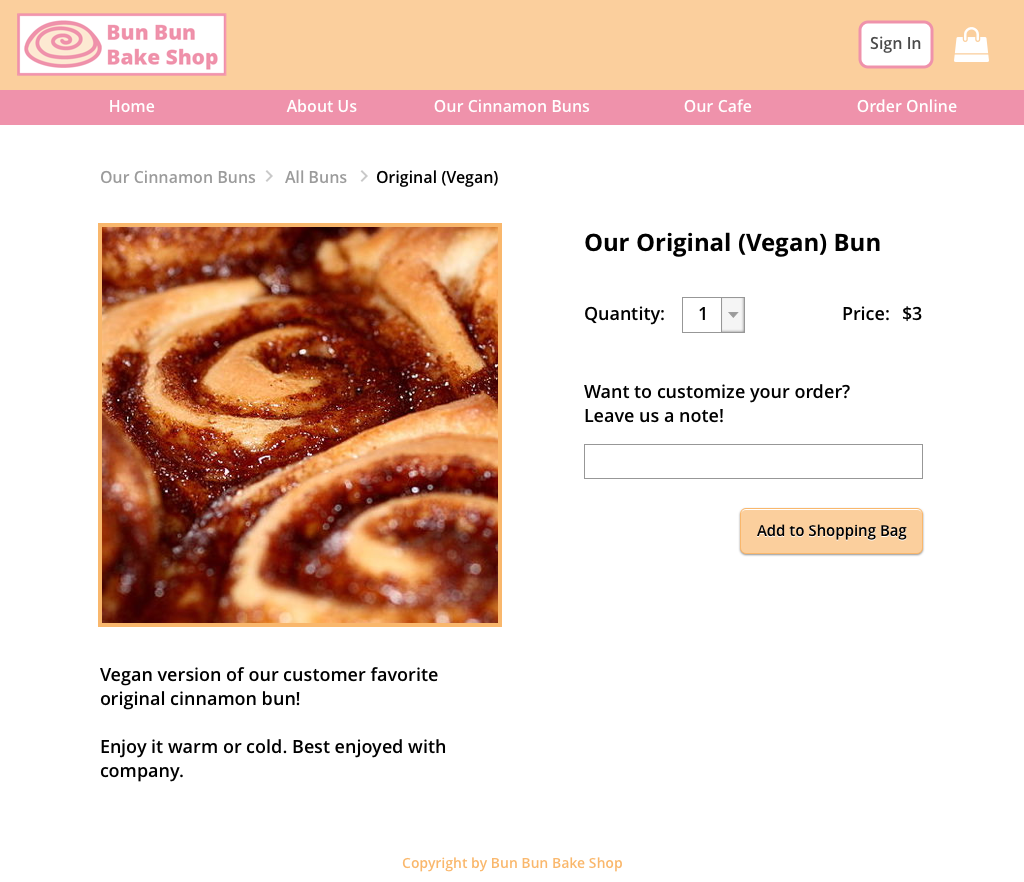 Bun Bun
Bake Shop
Sign In
Home About Us Our Cinnamon Buns Our Cafe Order Online
Our Cinnamon Buns > All Buns > Original (Vegan)
Our Original (Vegan) Bun
Quantity: 1 Price: $3
Want to customize your order?
Leave us a note!
Add to Shopping Bag
Vegan version of our customer favorite
original cinnamon bun!
Enjoy it warm or cold. Best enjoyed with
company.
Copyright by Bun Bun Bake Shop